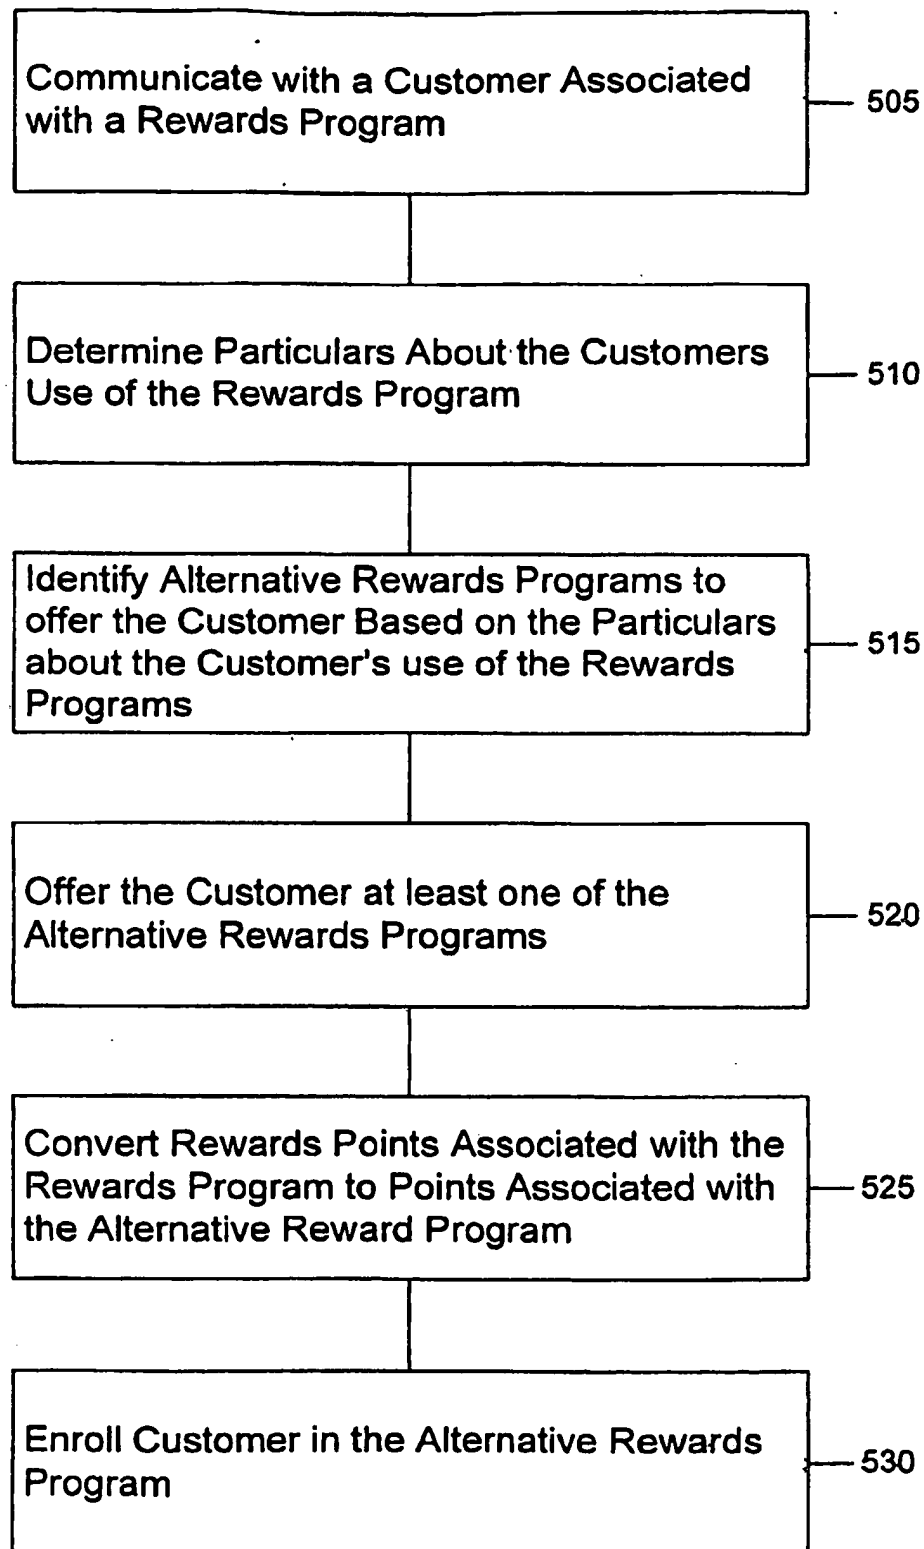 Communicate with a Customer Associated
with a Rewards Program
505
Determine Particulars About the Customers
Use of the Rewards Program
510
Identify Alternative Rewards Programs to
offer the Customer Based on the Particulars
about the Customer's use of the Rewards
Programs
515
Offer the Customer at least one of the
Alternative Rewards Programs
520
Convert Rewards Points Associated with the
Rewards Program to Points Associated with
the Alternative Reward Program
525
Enroll Customer in the Alternative Rewards
Program
530